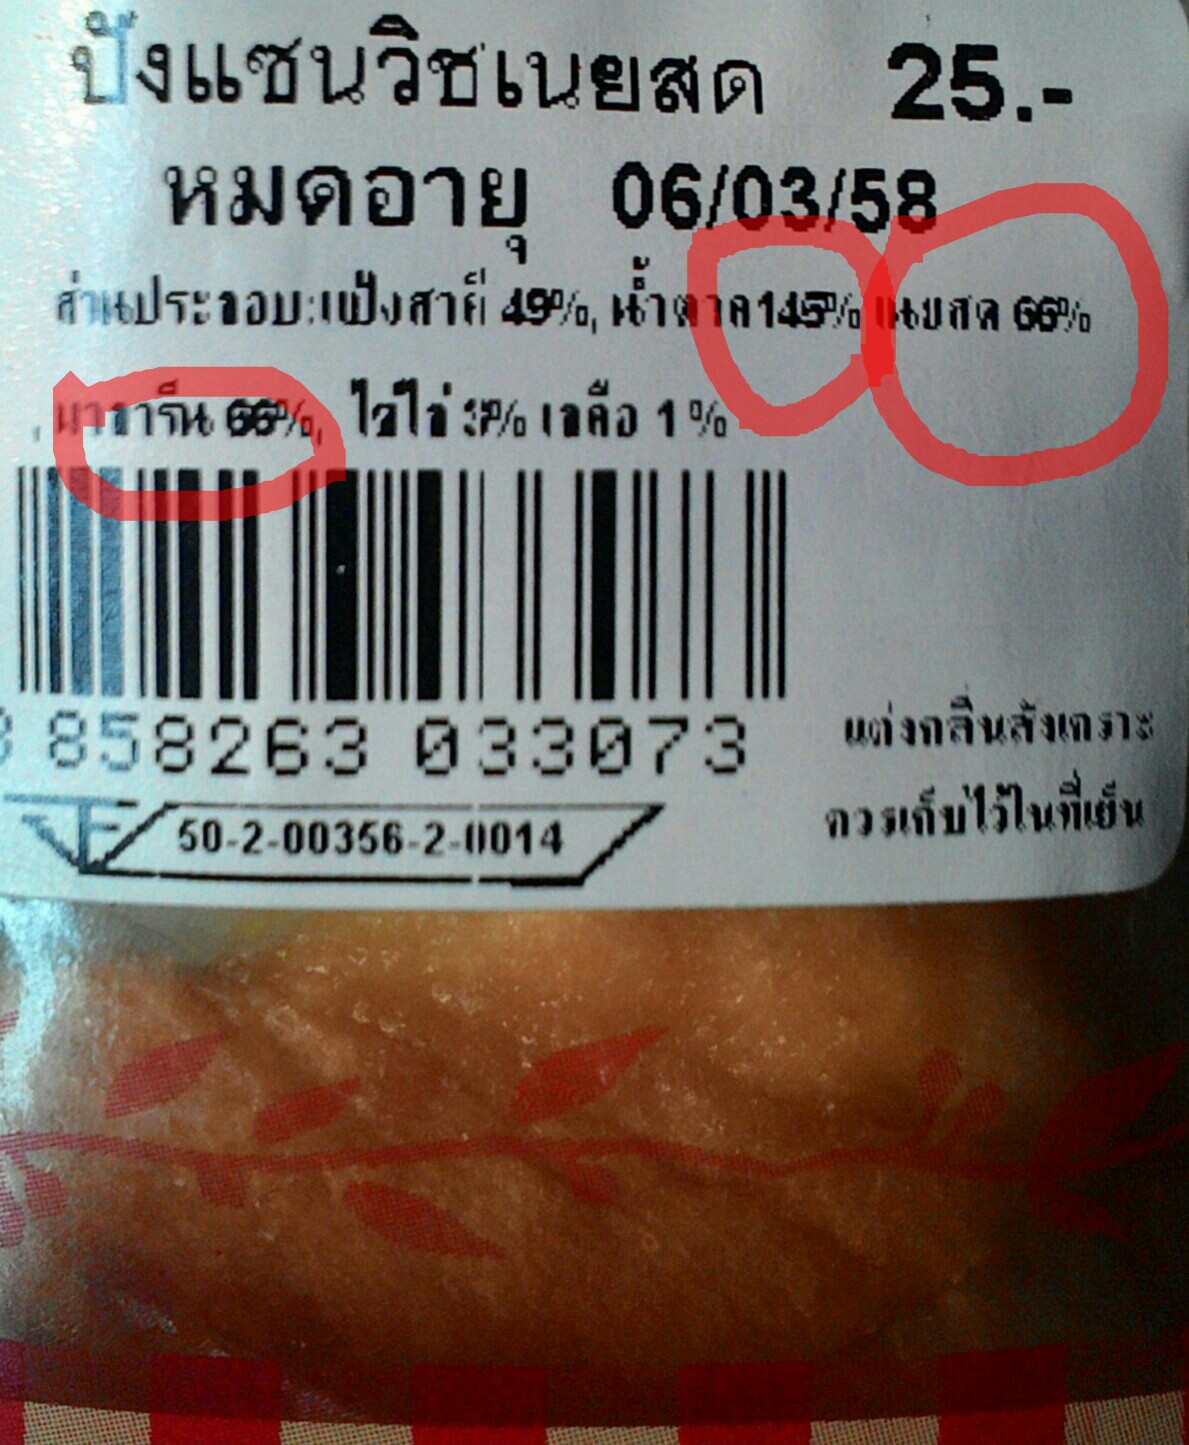 ปังแซนวิชเนยสด 25.-
หมดอายุ 06/03/58
ส่วนประกอบ:แป้งสาลี 49%, น้ำตาล 145% เนยสด 66%
, มาการีน 66%, ไข่ไก่ % เกลือ 1%
858263 033073
แต่งกลิ่นสังเคราะ
ควรเก็บไว้ในที่เย็น
50-2-00356-2-0014